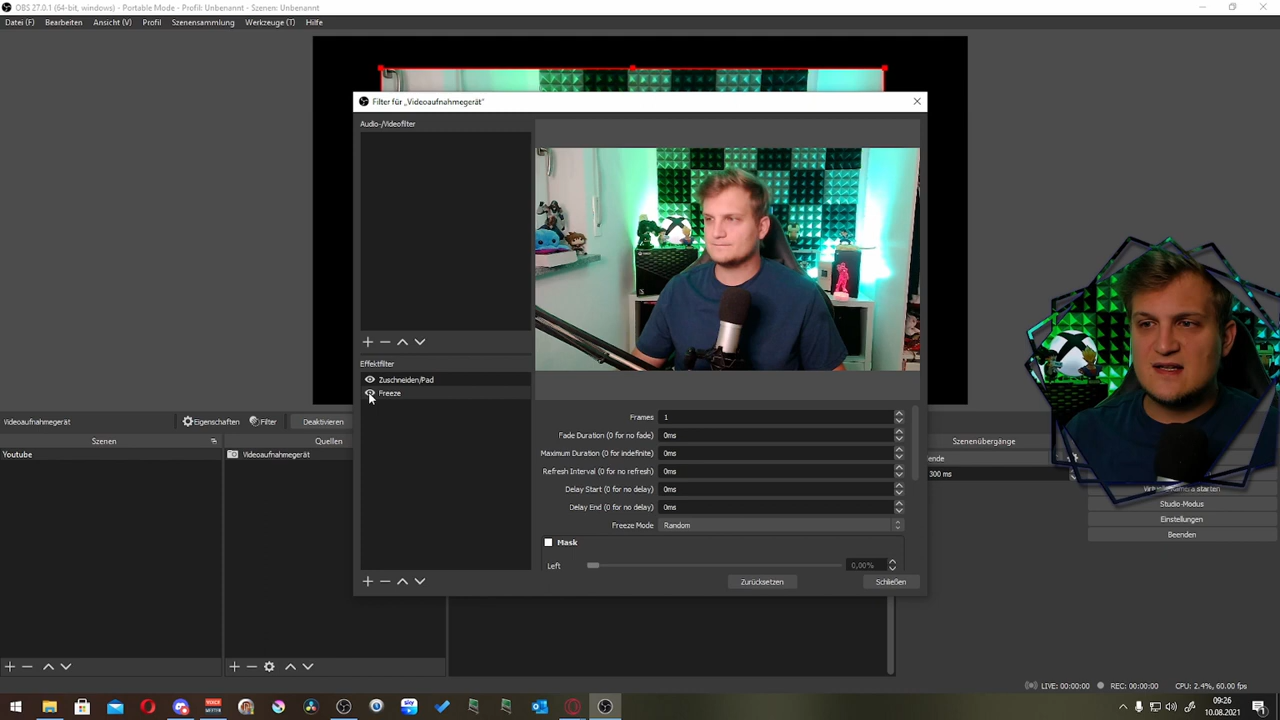 OBS 27.0.1 (64-bit, windows) - Portable Mode - Profil: Unbenannt - Szenen: Unbenannt
Datei (F) Bearbeiten Ansicht (V) Profil Szenensammlung Werkzeuge (T) Hilfe
Filter für „Videoaufnahmegerät“
Audio-/Videofilter
Effektfilter
Zuschneiden/Pad
Freeze
Frames 1
Fade Duration (0 for no fade) 0ms
Maximum Duration (0 for indefinite) 0ms
Refresh Interval (0 for no refresh) 0ms
Delay Start (0 for no delay) 0ms
Delay End (0 for no delay) 0ms
Freeze Mode Random
Mask
Left 0,00%
Zurücksetzen Schließen
Videoaufnahmegerät Eigenschaften Filter Deaktivieren
Szenen Quellen Szenenübergänge
Youtube Videoaufnahmegerät
300 ms
Studio-Modus
Einstellungen
Beenden
LIVE: 00:00:00 REC: 00:00:00 CPU: 2.4%, 60.00 fps
09:26
10.08.2021